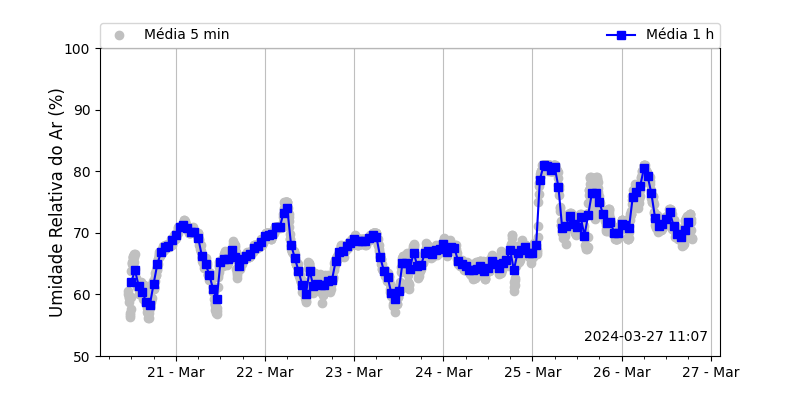 Média 5 min
Média 1 h
Umidade Relativa do Ar (%)
100
90
80
70
60
50
2024-03-27 11:07
21 - Mar
22 - Mar
23 - Mar
24 - Mar
25 - Mar
26 - Mar
27 - Mar